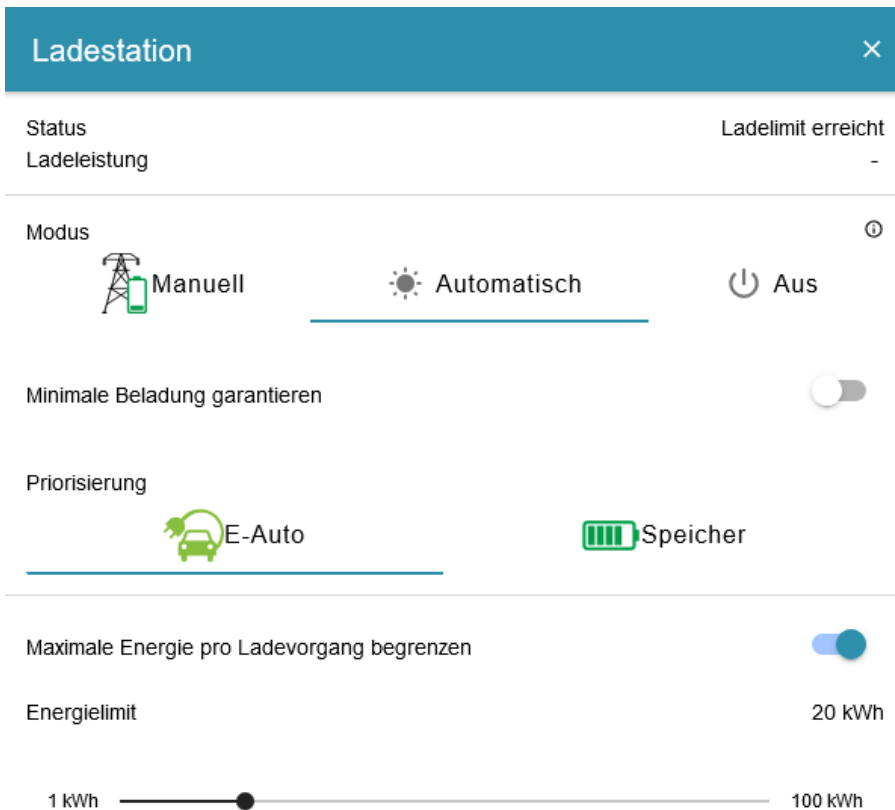 Ladestation
Status Ladelimit erreicht
Ladeleistung -
Modus
Manuell Automatisch Aus
Minimale Beladung garantieren
Priorisierung
E-Auto Speicher
Maximale Energie pro Ladevorgang begrenzen
Energielimit 20 kWh
1 kWh 100 kWh